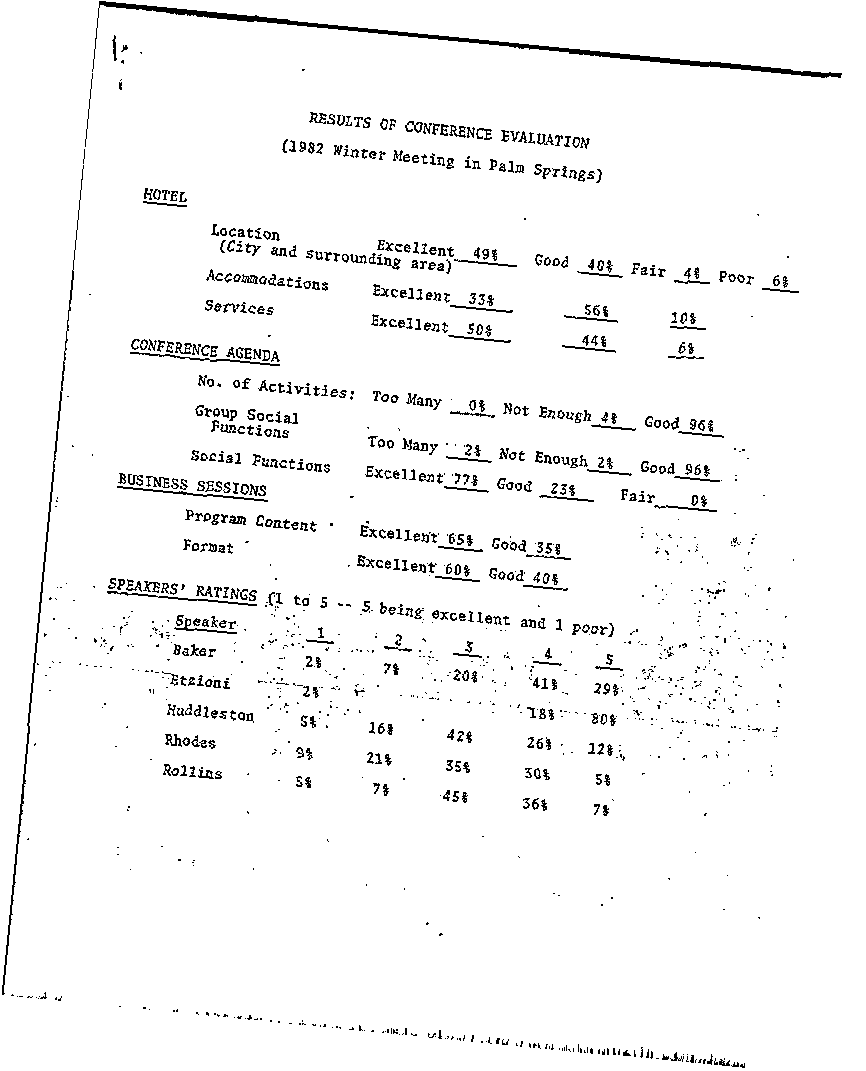 RESULTS OF CONFERENCE EVALUATION
(1982 Winter Meeting in Palm Springs)
HOTEL
Location Excellent 49% Good 40% Fair 4% Poor 6%
(City and surrounding area)
Accommodations Excellent 33% 56% 10%
Services Excellent 50% 44% 6%
CONFERENCE AGENDA
No. of Activities: Too Many 0% Not Enough 4% Good 96%
Group Social
Functions Too Many 2% Not Enough 2% Good 96%
Social Functions Excellent 77% Good 23% Fair 0%
BUSINESS SESSIONS
Program Content Excellent 65% Good 35%
Format Excellent 60% Good 40%
SPEAKERS' RATINGS (1 to 5 -- 5 being excellent and 1 poor)
Speaker 1 2 3 4 5
Baker 2% 7% 20% 41% 29%
Etzioni 2% 18% 80%
Huddleston 5% 16% 42% 26% 12%
Rhodes 9% 21% 35% 30% 5%
Rollins 5% 7% 45% 36% 7%